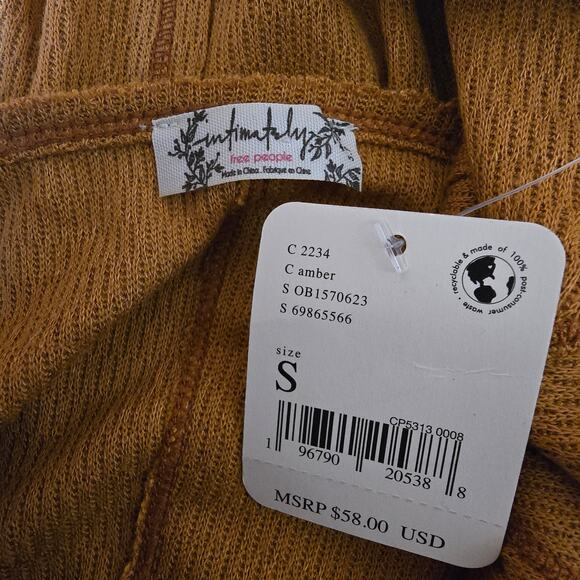 intimately
free people
Made in China . Fabriqué en Chine
C 2234
C amber
S OB1570623
S 69865566
recyclable & made of 100% post-consumer waste •
size
S
CP5313 0008
1 96790 20538 8
MSRP $58.00 USD